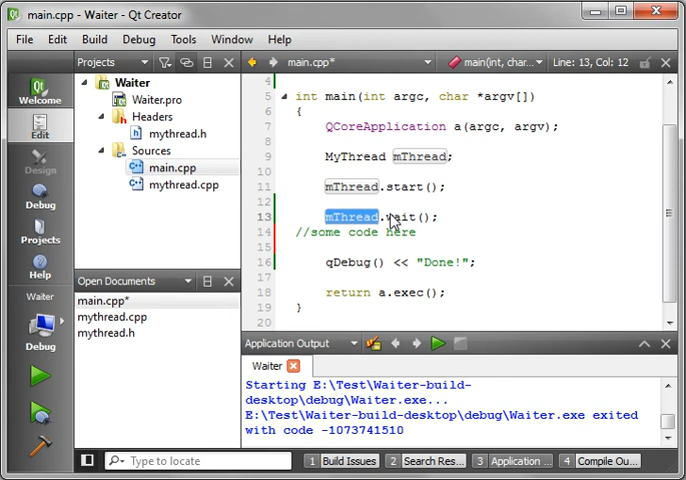 main.cpp - Waiter - Qt Creator
File Edit Build Debug Tools Window Help
Projects main.cpp* main(int, char... Line: 13, Col: 12
Welcome
Edit
Design
Debug
Projects
Help
Waiter
Debug
Waiter
Waiter.pro
Headers
mythread.h
Sources
main.cpp
mythread.cpp
Open Documents
main.cpp*
mythread.cpp
mythread.h
4
5 int main(int argc, char *argv[])
6 {
7 QCoreApplication a(argc, argv);
8
9 MyThread mThread;
10
11 mThread.start();
12
13 mThread.wait();
14 //some code here
15
16 qDebug() << "Done!";
17
18 return a.exec();
19 }
20
Application Output
Waiter
Starting E:\Test\Waiter-build-
desktop\debug\Waiter.exe...
E:\Test\Waiter-build-desktop\debug\Waiter.exe exited
with code -1073741510
Type to locate 1 Build Issues 2 Search Res... 3 Application ... 4 Compile Ou...